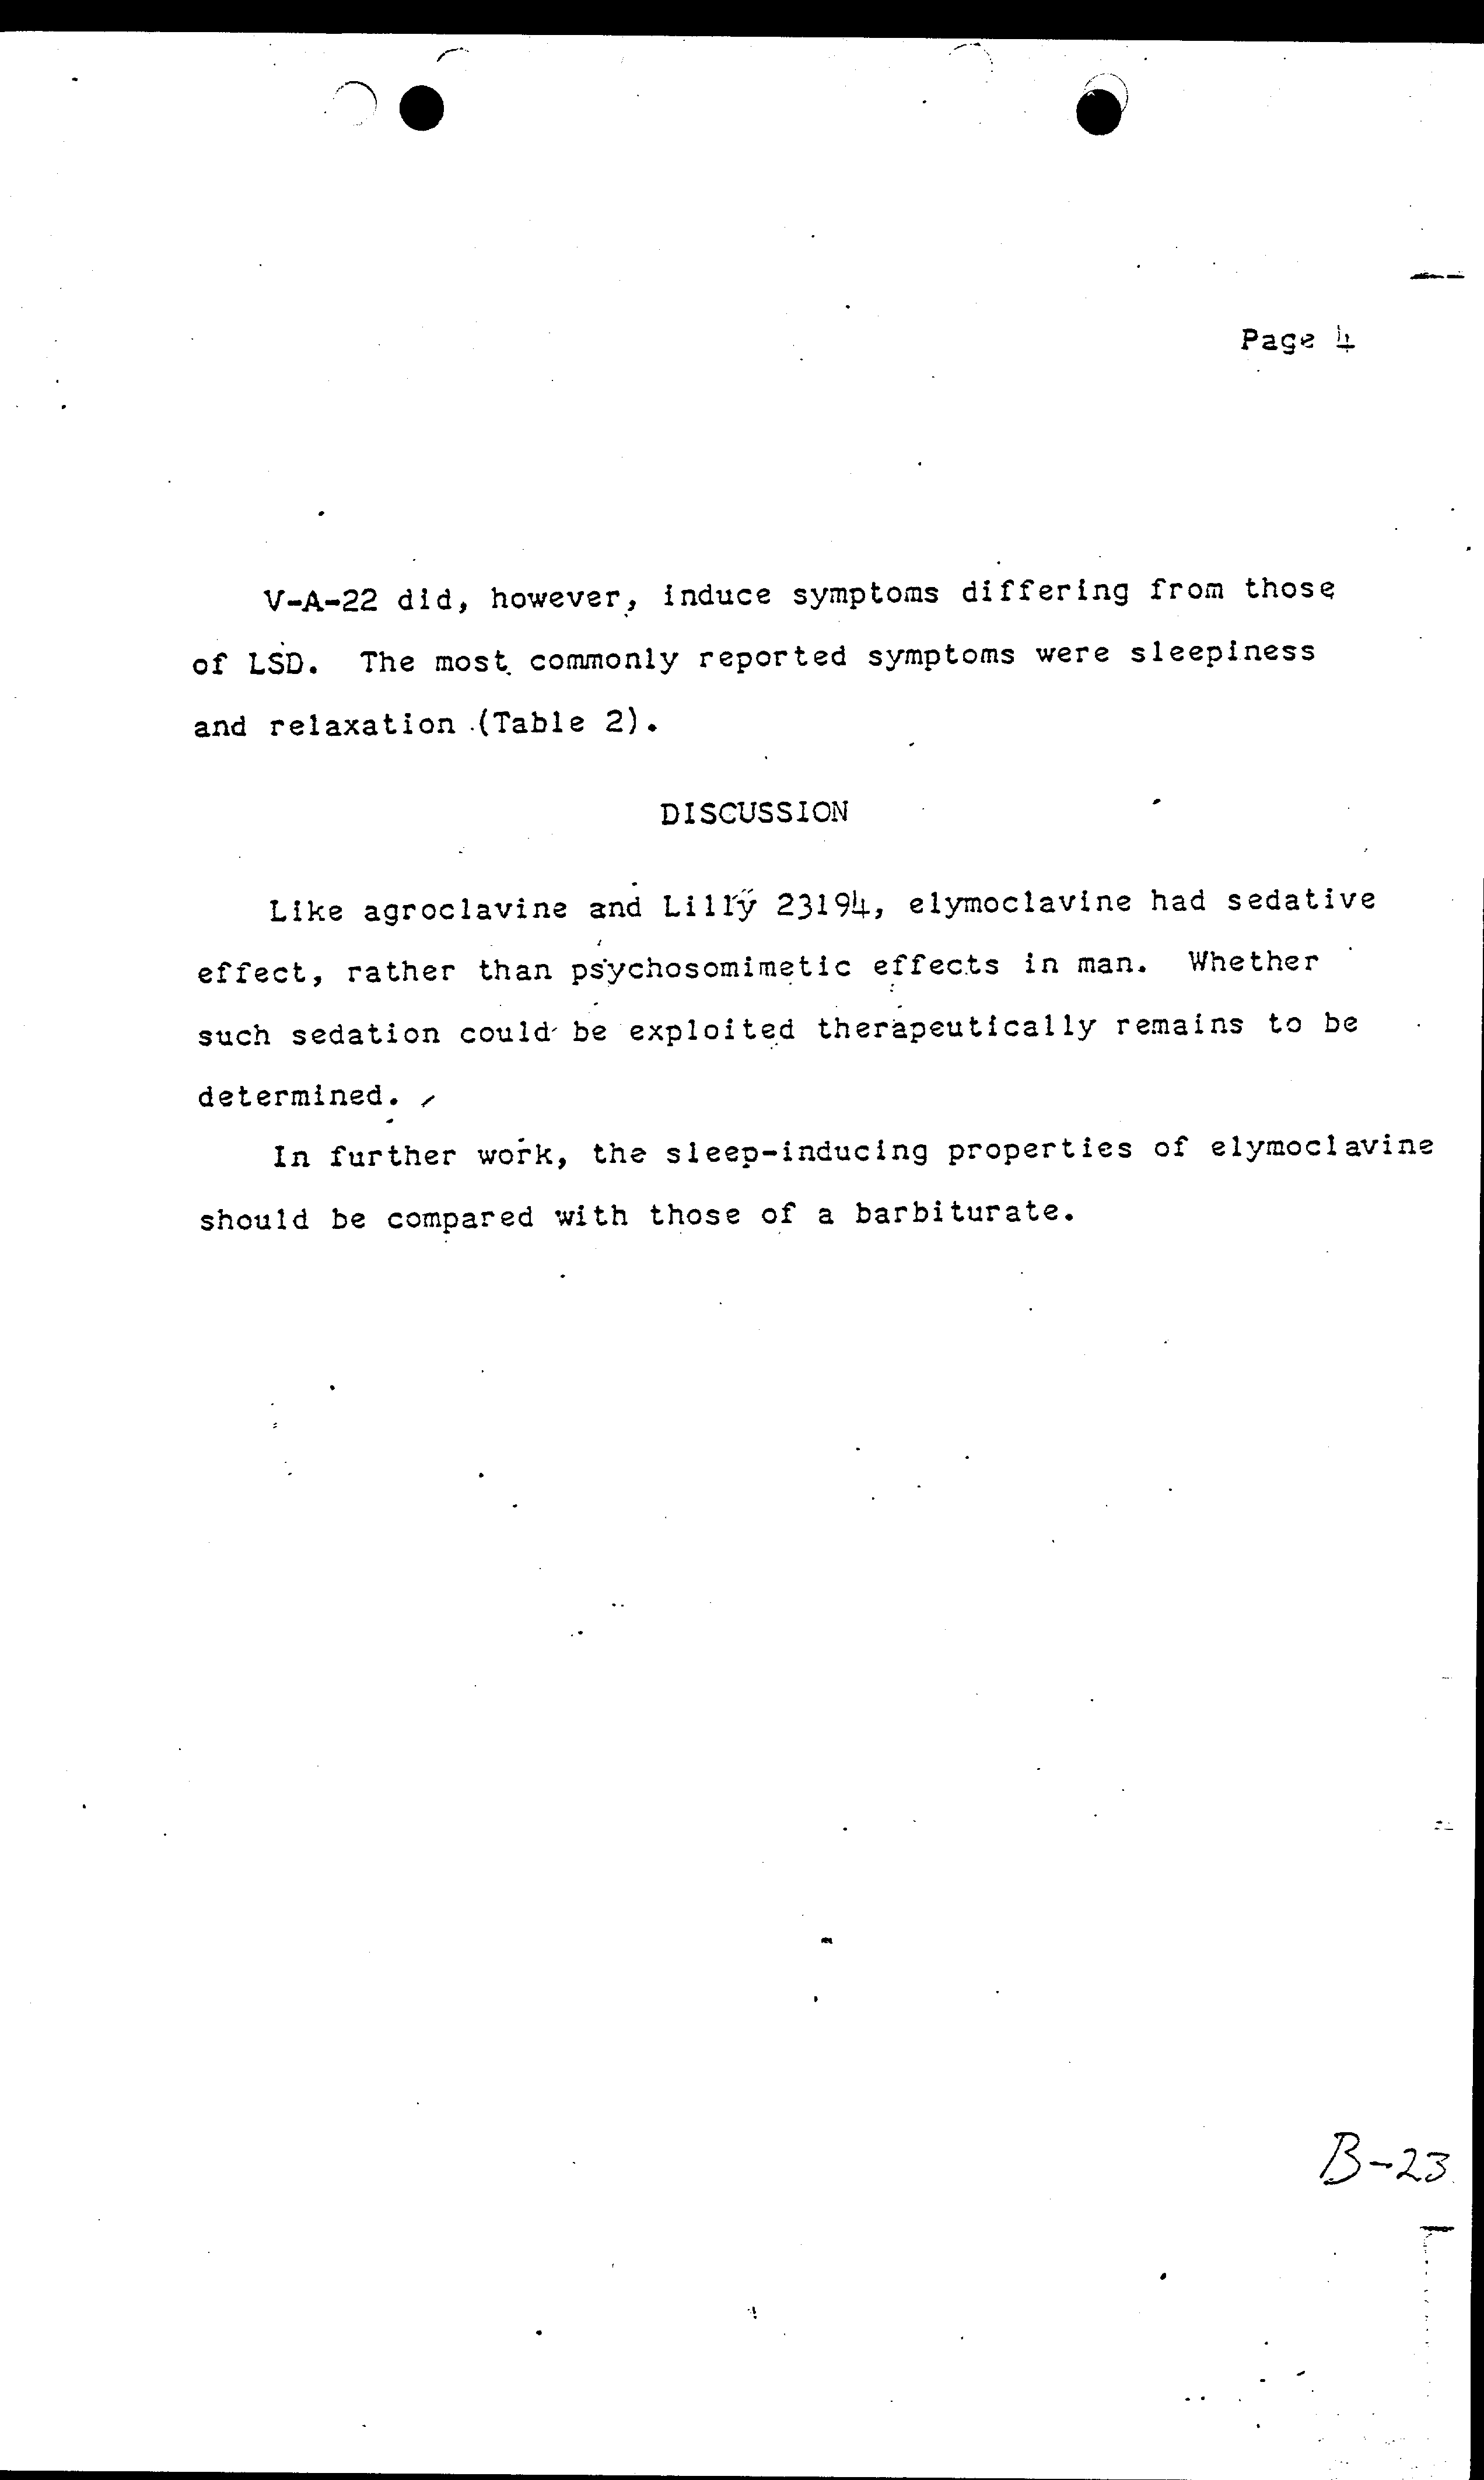 Page 4
V-A-22 did, however, induce symptoms differing from those
of LSD. The most commonly reported symptoms were sleepiness
and relaxation (Table 2).
DISCUSSION
Like agroclavine and Lilly 23194, elymoclavine had sedative
effect, rather than psychosomimetic effects in man. Whether
such sedation could be exploited therapeutically remains to be
determined.
In further work, the sleep-inducing properties of elymoclavine
should be compared with those of a barbiturate.
B-23